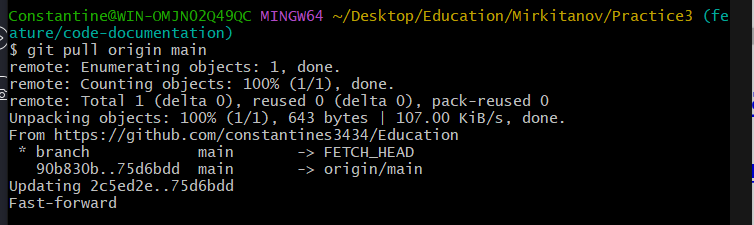 Constantine@WIN-OMJNO2Q49QC MINGW64 ~/Desktop/Education/Mirkitanov/Practice3 (fe
ature/code-documentation)
$ git pull origin main
remote: Enumerating objects: 1, done.
remote: Counting objects: 100% (1/1), done.
remote: Total 1 (delta 0), reused 0 (delta 0), pack-reused 0
Unpacking objects: 100% (1/1), 643 bytes | 107.00 KiB/s, done.
From https://github.com/constantines3434/Education
 * branch            main       -> FETCH_HEAD
   90b830b..75d6bdd  main       -> origin/main
Updating 2c5ed2e..75d6bdd
Fast-forward